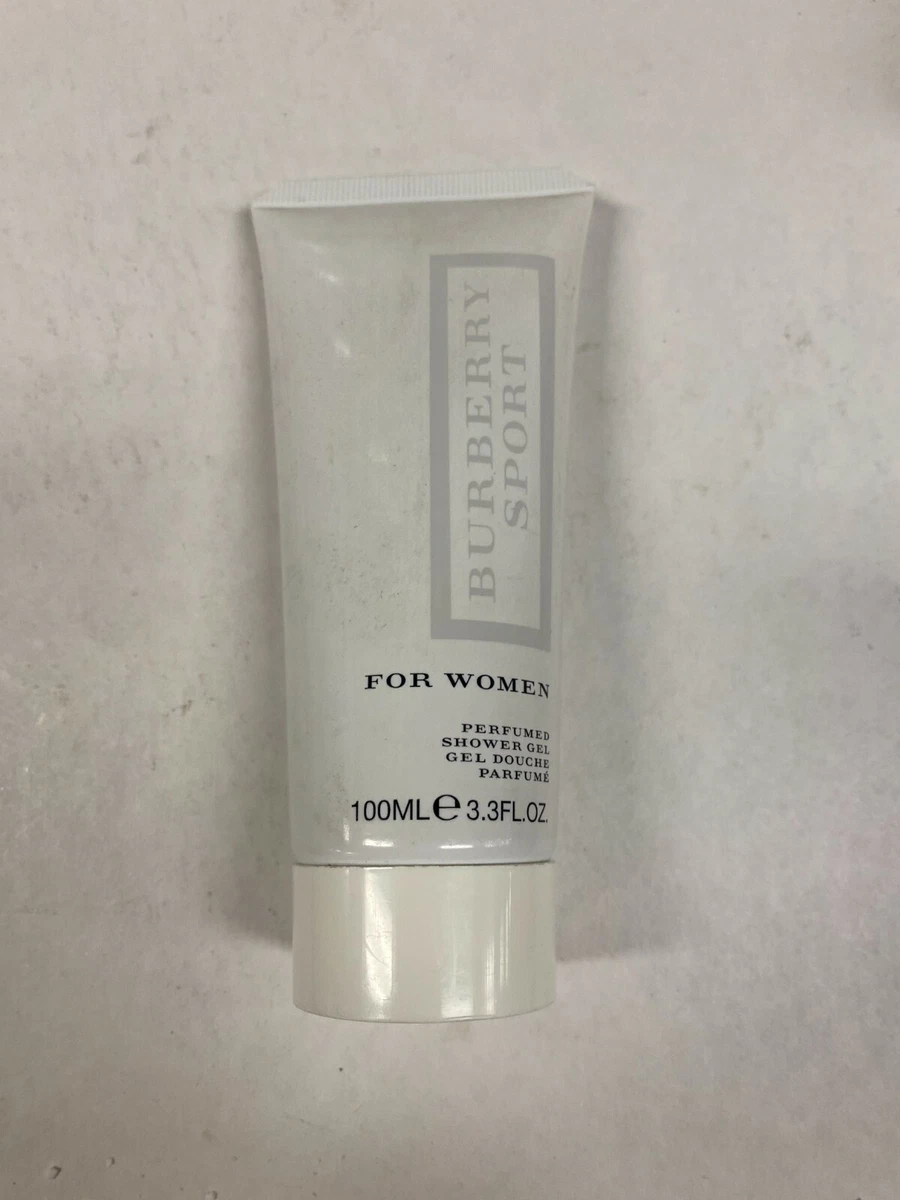 BURBERRY
SPORT
FOR WOMEN
PERFUMED
SHOWER GEL
GEL DOUCHE
PARFUMÉ
100ML℮3.3FL.OZ.